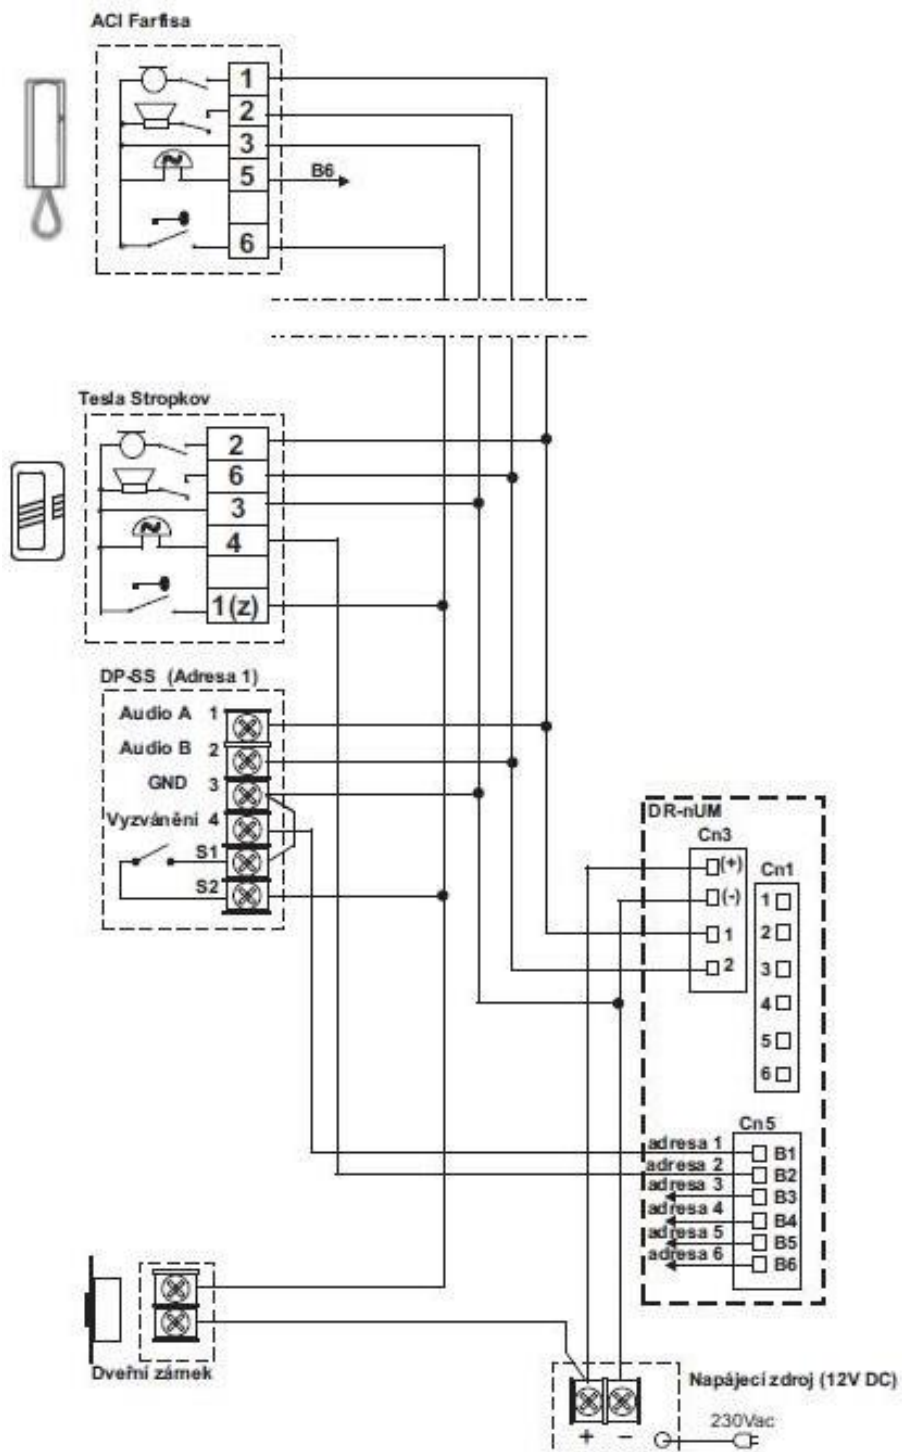 ACI Farfisa
1
2
3
5
B6
6
Tesla Stropkov
2
6
3
4
1(z)
DP-SS (Adresa 1)
Audio A 1
Audio B 2
GND 3
Vyzvánění 4
S1
S2
DR-nUM
Cn3
(+)
(-)
1
2
Cn1
1
2
3
4
5
6
Cn5
adresa 1 B1
adresa 2 B2
adresa 3 B3
adresa 4 B4
adresa 5 B5
adresa 6 B6
Dveřní zámek
Napájecí zdroj (12V DC)
230Vac
+ −